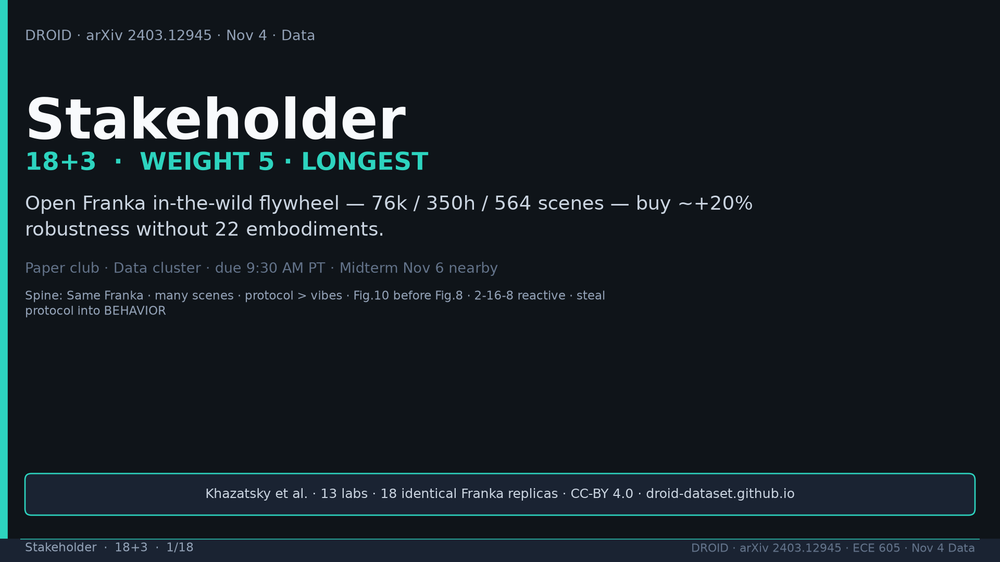 DROID · arXiv 2403.12945 · Nov 4 · Data
Stakeholder
18+3 · WEIGHT 5 · LONGEST
Open Franka in-the-wild flywheel — 76k / 350h / 564 scenes — buy ~+20%
robustness without 22 embodiments.
Paper club · Data cluster · due 9:30 AM PT · Midterm Nov 6 nearby
Spine: Same Franka · many scenes · protocol > vibes · Fig.10 before Fig.8 · 2-16-8 reactive · steal
protocol into BEHAVIOR
Khazatsky et al. · 13 labs · 18 identical Franka replicas · CC-BY 4.0 · droid-dataset.github.io
Stakeholder · 18+3 · 1/18
DROID · arXiv 2403.12945 · ECE 605 · Nov 4 Data